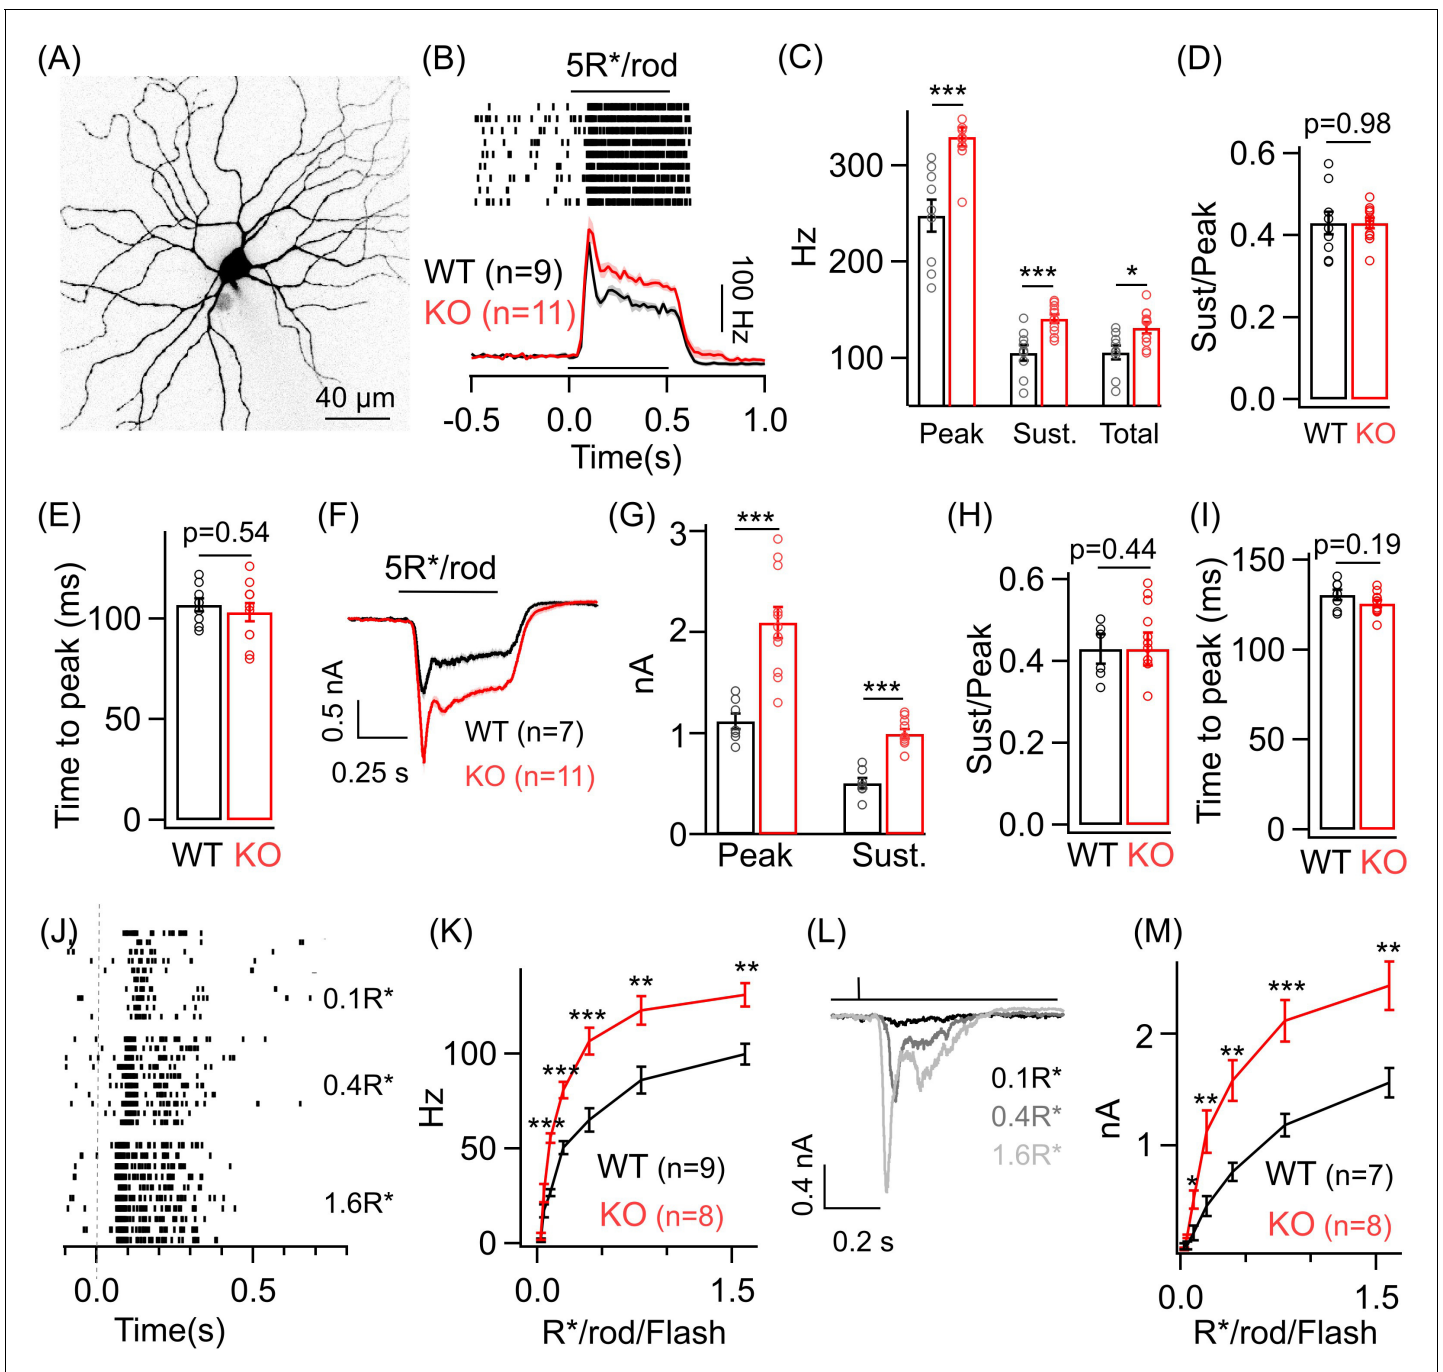 (A)
40 µm
(B)
5R*/rod
WT (n=9)
KO (n=11)
100 Hz
-0.5 0.0 0.5 1.0
Time(s)
(C)
Hz
300
200
100
***
***
*
Peak Sust. Total
(D)
p=0.98
Sust/Peak
0.6
0.4
0.2
0.0
WT KO
(E)
p=0.54
Time to peak (ms)
100
50
0
WT KO
(F)
5R*/rod
0.5 nA
0.25 s
WT (n=7)
KO (n=11)
(G)
nA
3
2
1
0
***
***
Peak Sust.
(H)
p=0.44
Sust/Peak
0.6
0.4
0.2
0.0
WT KO
(I)
p=0.19
Time to peak (ms)
150
100
50
0
WT KO
(J)
0.1R*
0.4R*
1.6R*
0.0 0.5
Time(s)
(K)
Hz
100
50
0
***
***
***
**
**
WT (n=9)
KO (n=8)
0.0 1.5
R*/rod/Flash
(L)
0.1R*
0.4R*
1.6R*
0.4 nA
0.2 s
(M)
nA
2
1
*
**
**
***
**
WT (n=7)
KO (n=8)
0.0 1.5
R*/rod/Flash